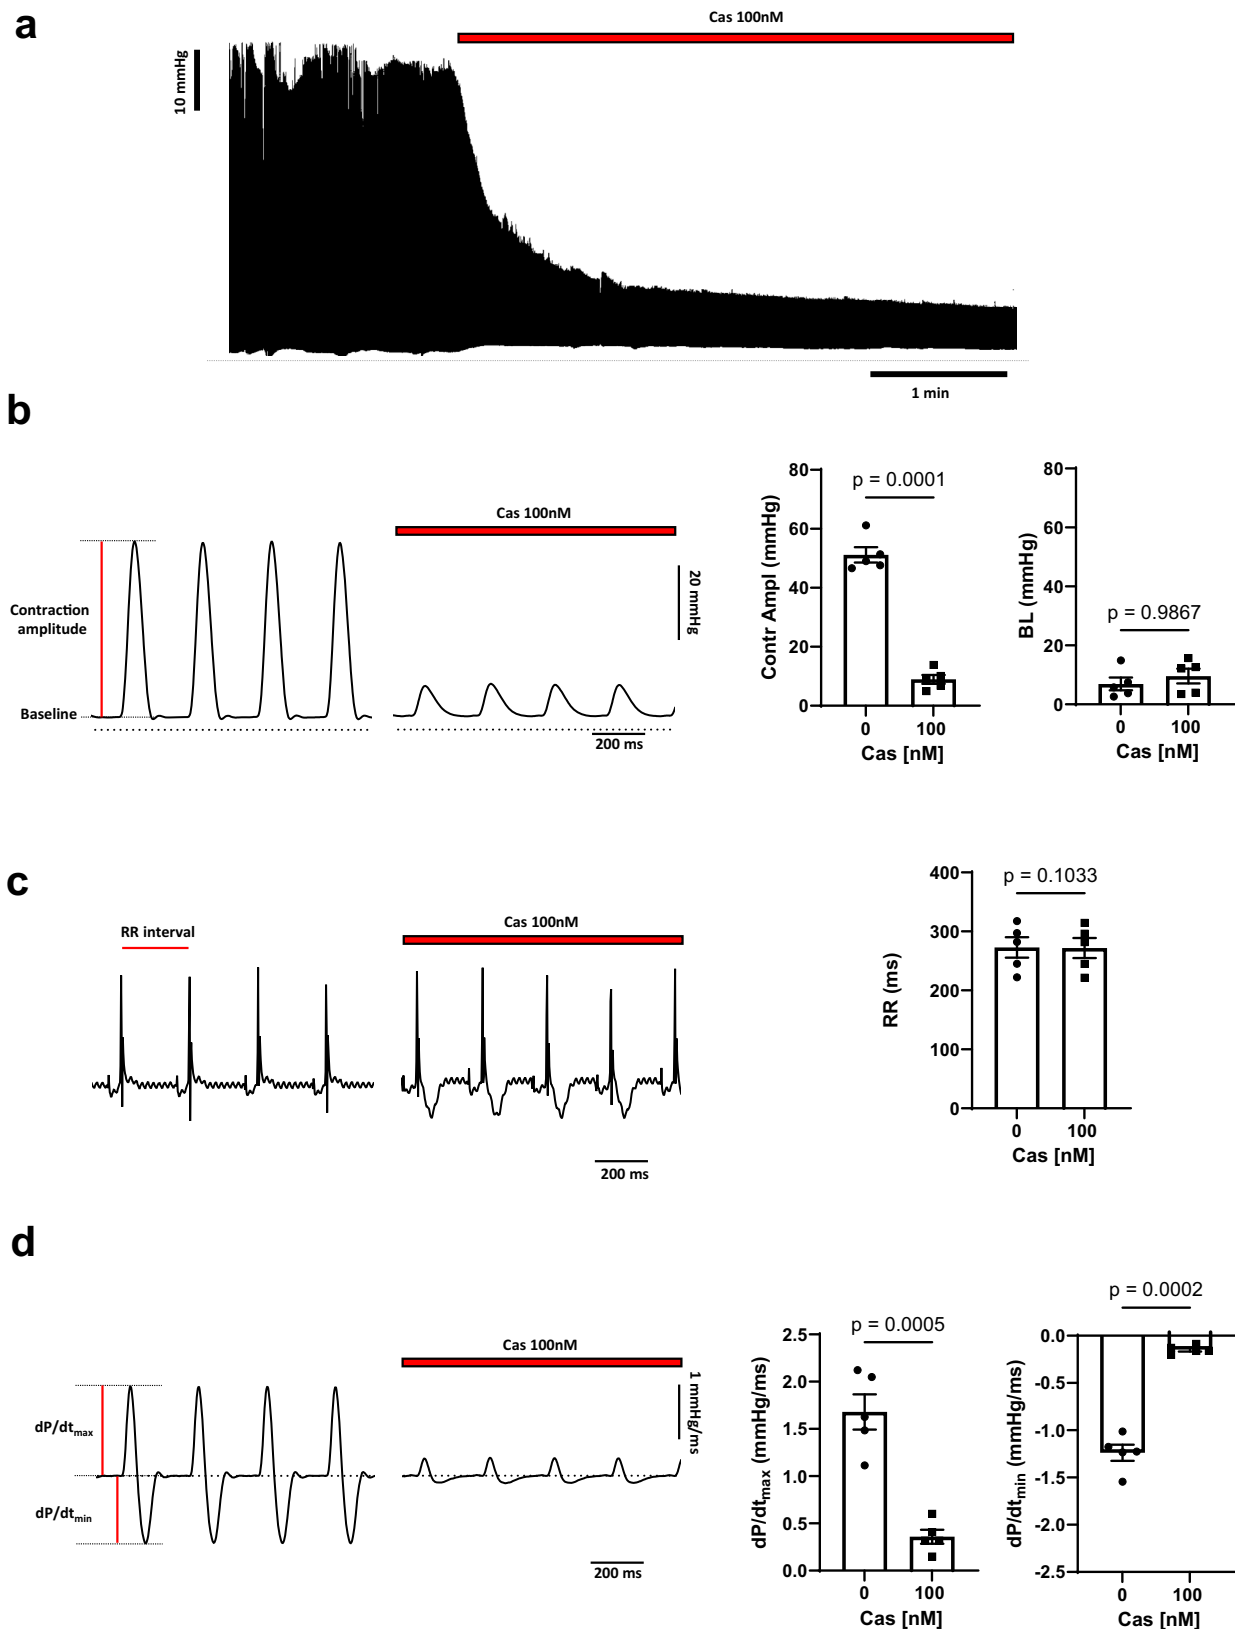 a
Cas 100nM
10 mmHg
1 min
b
Cas 100nM
Contraction
amplitude
Baseline
20 mmHg
200 ms
Contr Ampl (mmHg)
80
60
40
20
0
p = 0.0001
0
100
Cas [nM]
BL (mmHg)
80
60
40
20
0
p = 0.9867
0
100
Cas [nM]
c
RR interval
Cas 100nM
200 ms
RR (ms)
400
300
200
100
0
p = 0.1033
0
100
Cas [nM]
d
Cas 100nM
dP/dtmax
dP/dtmin
1 mmHg/ms
200 ms
dP/dtmax (mmHg/ms)
2.5
2.0
1.5
1.0
0.5
0.0
p = 0.0005
0
100
Cas [nM]
dP/dtmin (mmHg/ms)
p = 0.0002
0.0
-0.5
-1.0
-1.5
-2.0
-2.5
0
100
Cas [nM]